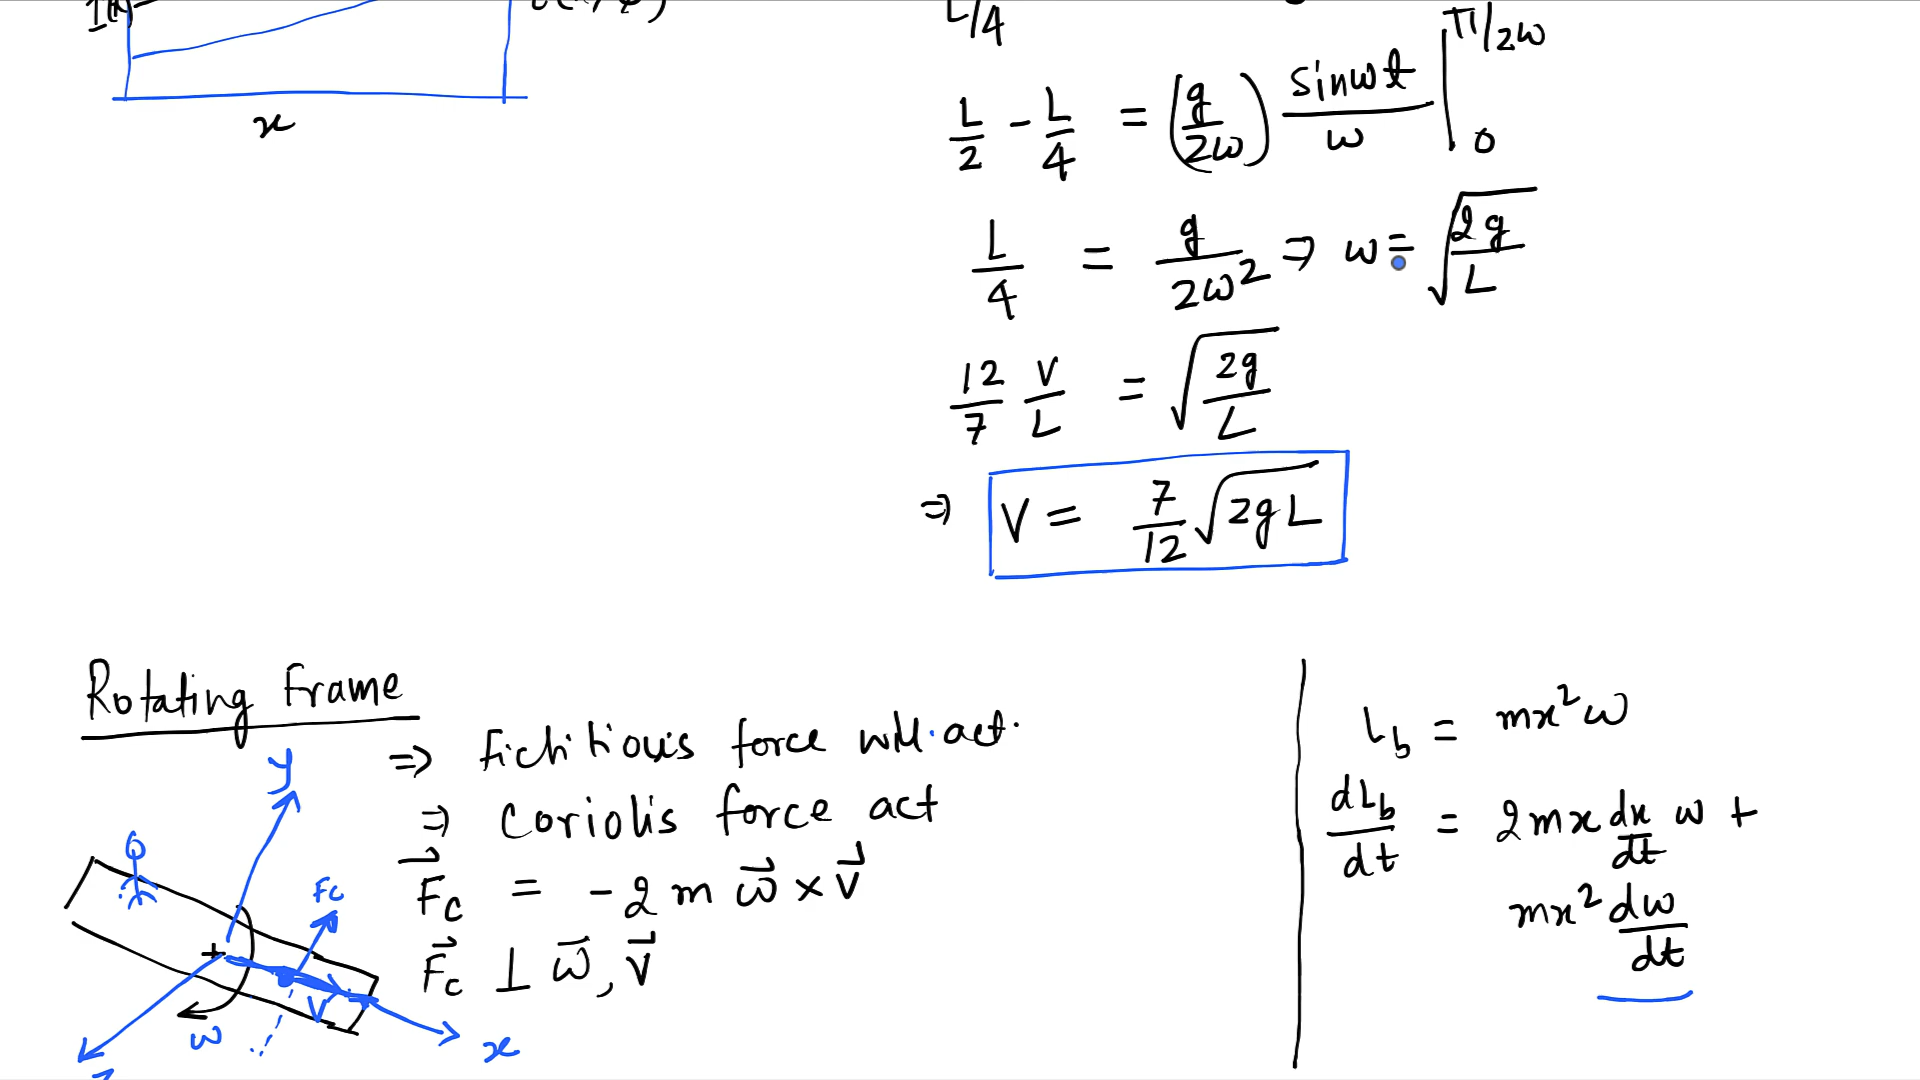 x
L/4
L/2 - L/4 = (g/2ω) sinωt/ω |₀^π/2ω
L/4 = g/2ω² ⇒ ω = √(2g/L)
12/7 V/L = √(2g/L)
⇒ V = 7/12 √2gL
Rotating Frame
⇒ Fichitious force will act.
⇒ Coriolis force act
F⃗c = -2m ω⃗ × v⃗
F⃗c ⊥ ω⃗, v⃗
y
Fc
V
ω
x
Lb = mx²ω
dLb/dt = 2mx dx/dt ω +
mx² dω/dt